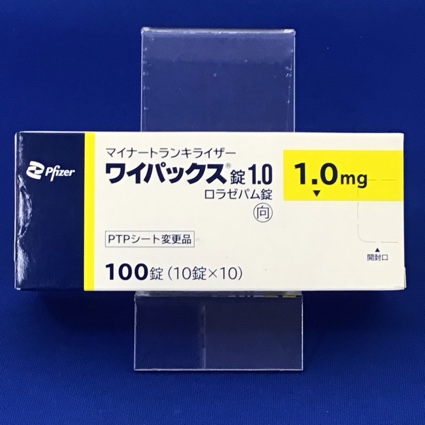 Pfizer
マイナートランキライザー
ワイパックス®錠1.0
ロラゼパム錠
向
1.0mg
▼
PTPシート変更品
100錠(10錠×10)
▲
開封口